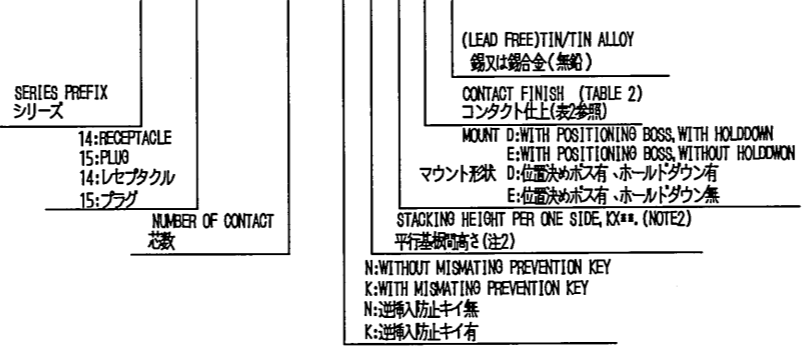 (LEAD FREE)TIN/TIN ALLOY
錫又は錫合金(無鉛)
SERIES PREFIX
シリーズ
CONTACT FINISH (TABLE 2)
コンタクト仕上(表2参照)
14:RECEPTACLE
15:PLUG
14:レセプタクル
15:プラグ
MOUNT D:WITH POSITIONING BOSS,WITH HOLDDOWN
E:WITH POSITIONING BOSS,WITHOUT HOLDDWON
マウント形状 D:位置決めボス有、ホールドダウン有
E:位置決めボス有、ホールドダウン無
NUMBER OF CONTACT
芯数
STACKING HEIGHT PER ONE SIDE, KX**. (NOTE2)
平行基板間高さ(注2)
N:WITHOUT MISMATING PREVENTION KEY
K:WITH MISMATING PREVENTION KEY
N:逆挿入防止キイ無
K:逆挿入防止キイ有